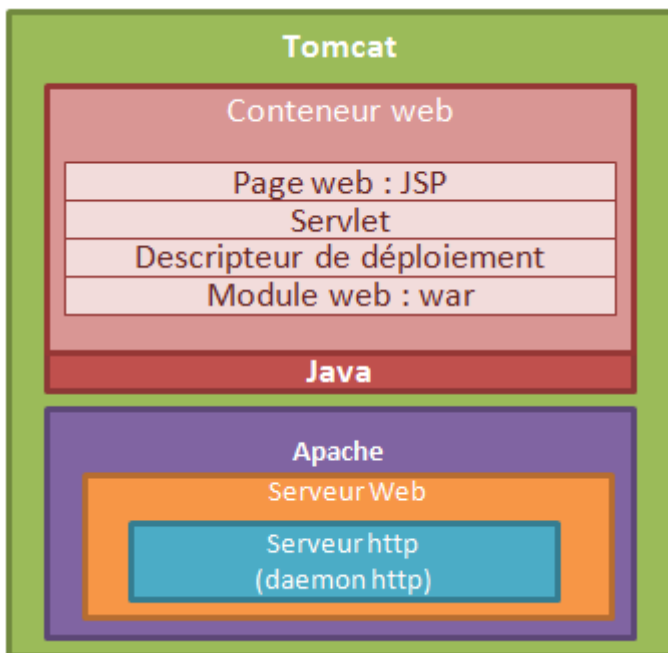 Tomcat
Conteneur web
Page web : JSP
Servlet
Descripteur de déploiement
Module web : war
Java
Apache
Serveur Web
Serveur http
(daemon http)